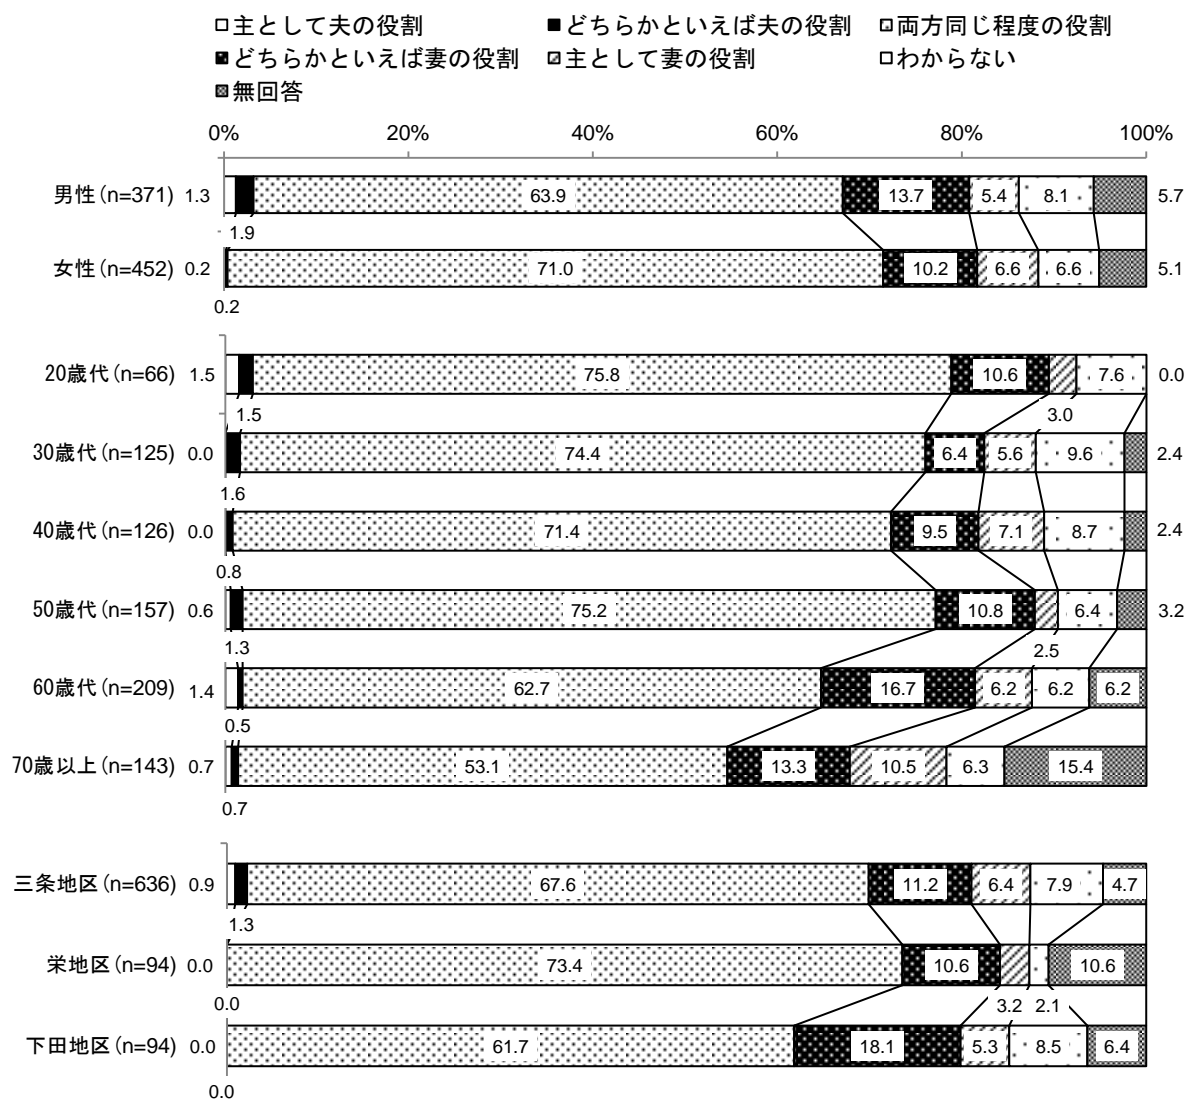 主として夫の役割 どちらかといえば夫の役割 両方同じ程度の役割
どちらかといえば妻の役割 主として妻の役割 わからない
無回答
0% 20% 40% 60% 80% 100%
男性(n=371) 1.3 63.9 13.7 5.4 8.1 5.7
1.9
女性(n=452) 0.2 71.0 10.2 6.6 6.6 5.1
0.2
20歳代(n=66) 1.5 75.8 10.6 7.6 0.0
1.5 3.0
30歳代(n=125) 0.0 74.4 6.4 5.6 9.6 2.4
1.6
40歳代(n=126) 0.0 71.4 9.5 7.1 8.7 2.4
0.8
50歳代(n=157) 0.6 75.2 10.8 6.4 3.2
1.3 2.5
60歳代(n=209) 1.4 62.7 16.7 6.2 6.2 6.2
0.5
70歳以上(n=143) 0.7 53.1 13.3 10.5 6.3 15.4
0.7
三条地区(n=636) 0.9 67.6 11.2 6.4 7.9 4.7
1.3
栄地区(n=94) 0.0 73.4 10.6 10.6
0.0 3.2 2.1
下田地区(n=94) 0.0 61.7 18.1 5.3 8.5 6.4
0.0